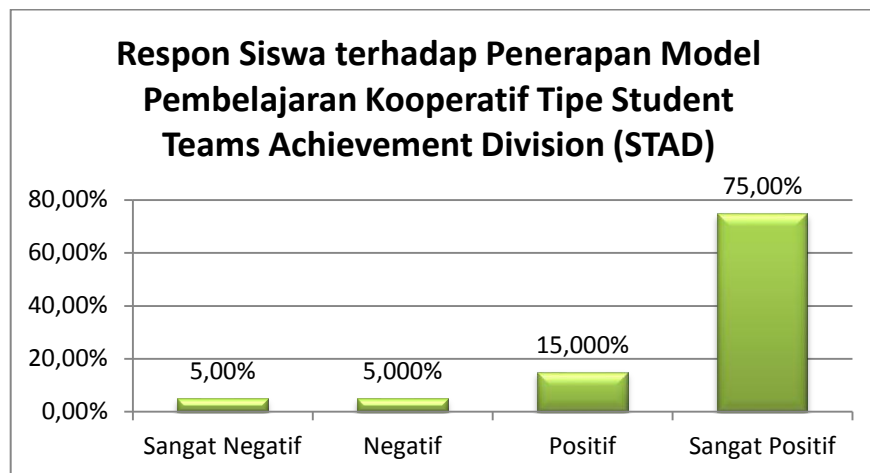 Respon Siswa terhadap Penerapan Model
Pembelajaran Kooperatif Tipe Student
Teams Achievement Division (STAD)
75,00%
80,00%
60,00%
40,00%
15,000%
20,00%
5,00% 5,000%
0,00%
Sangat Negatif Negatif Positif Sangat Positif